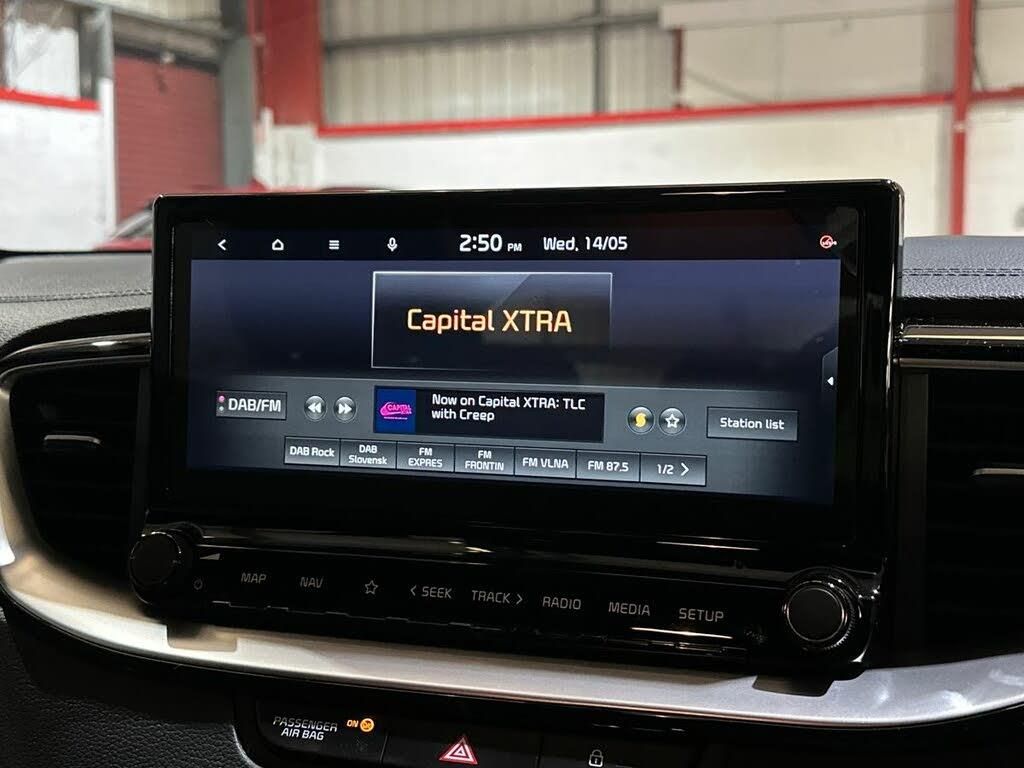 2:50 PM Wed, 14/05
Capital XTRA
DAB/FM
CAPITAL
XTRA
Now on Capital XTRA: TLC
with Creep
Station list
DAB Rock
DAB
Slovensk
FM
EXPRES
FM
FRONTIN
FM VLNA
FM 87.5
1/2
MAP
NAV
SEEK
TRACK
RADIO
MEDIA
SETUP
PASSENGER
AIR BAG
ON